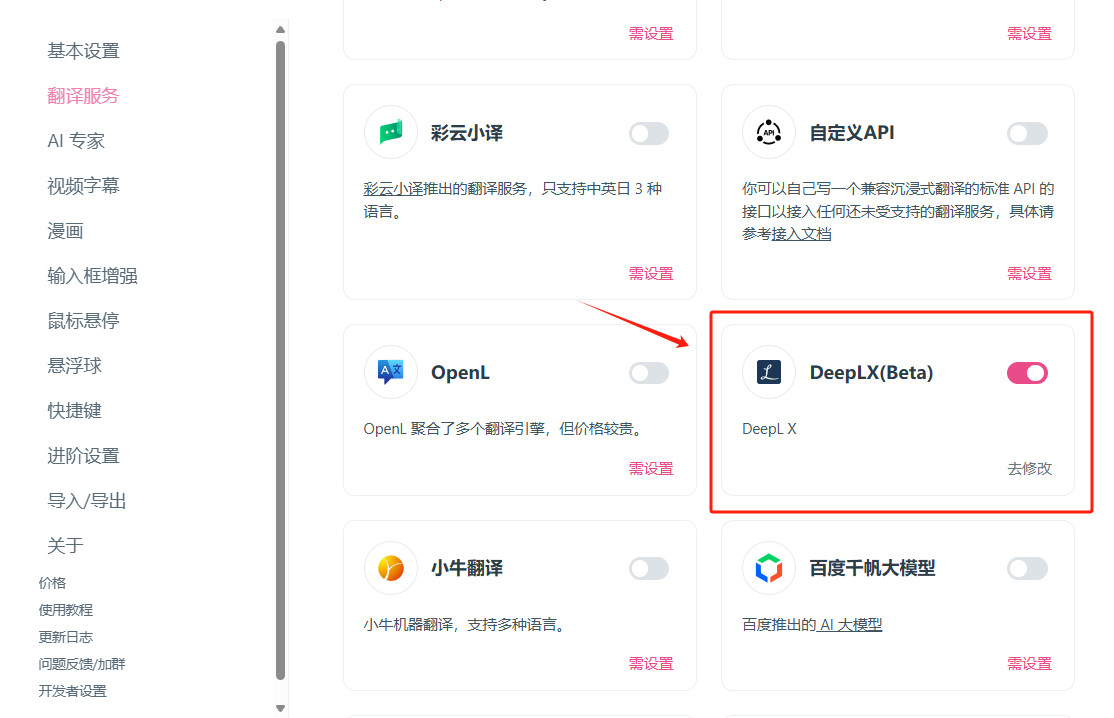 基本设置
翻译服务
AI 专家
视频字幕
漫画
输入框增强
鼠标悬停
悬浮球
快捷键
进阶设置
导入/导出
关于
价格
使用教程
更新日志
问题反馈/加群
开发者设置
需设置
需设置
彩云小译
彩云小译推出的翻译服务，只支持中英日 3 种
语言。
需设置
API
自定义API
你可以自己写一个兼容沉浸式翻译的标准 API 的
接口以接入任何还未受支持的翻译服务，具体请
参考接入文档
需设置
OpenL
OpenL 聚合了多个翻译引擎，但价格较贵。
需设置
DeepLX(Beta)
DeepL X
去修改
小牛翻译
小牛机器翻译，支持多种语言。
需设置
百度千帆大模型
百度推出的 AI 大模型
需设置